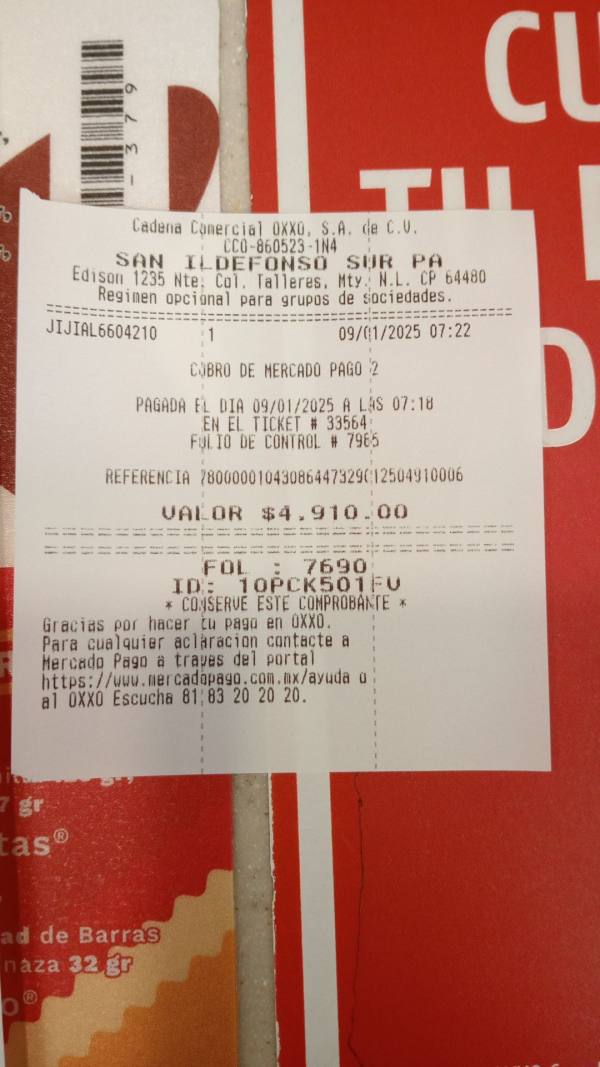 CU
TU
D
- 379
Cadena Comercial OXXO, S.A. de C.V.
CCO-860523-1N4
SAN ILDEFONSO SUR PA
Edison 1235 Nte. Col. Talleres, Mty. N.L. CP 64480
Regimen opcional para grupos de sociedades.
JIJIAL6604210 1 09/01/2025 07:22
COBRO DE MERCADO PAGO 2
PAGADA EL DIA 09/01/2025 A LAS 07:18
EN EL TICKET # 33564
FOLIO DE CONTROL # 7965
REFERENCIA 78000001043086447329012504910006
VALOR $4,910.00
FOL : 7690
ID: 10PCK501FV
* CONSERVE ESTE COMPROBANTE *
Gracias por hacer tu pago en OXXO.
Para cualquier aclaracion contacte a
Mercado Pago a traves del portal
https://www.mercadopago.com.mx/ayuda o
al OXXO Escucha 81 83 20 20 20.
7 gr
tas®
ad de Barras
naza 32 gr
o®